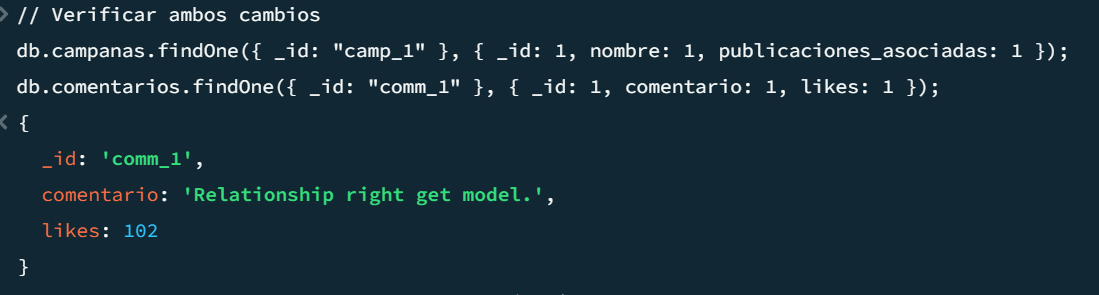 > // Verificar ambos cambios
db.campanas.findOne({ _id: "camp_1" }, { _id: 1, nombre: 1, publicaciones_asociadas: 1 });
db.comentarios.findOne({ _id: "comm_1" }, { _id: 1, comentario: 1, likes: 1 });
< {
_id: 'comm_1',
comentario: 'Relationship right get model.',
likes: 102
}